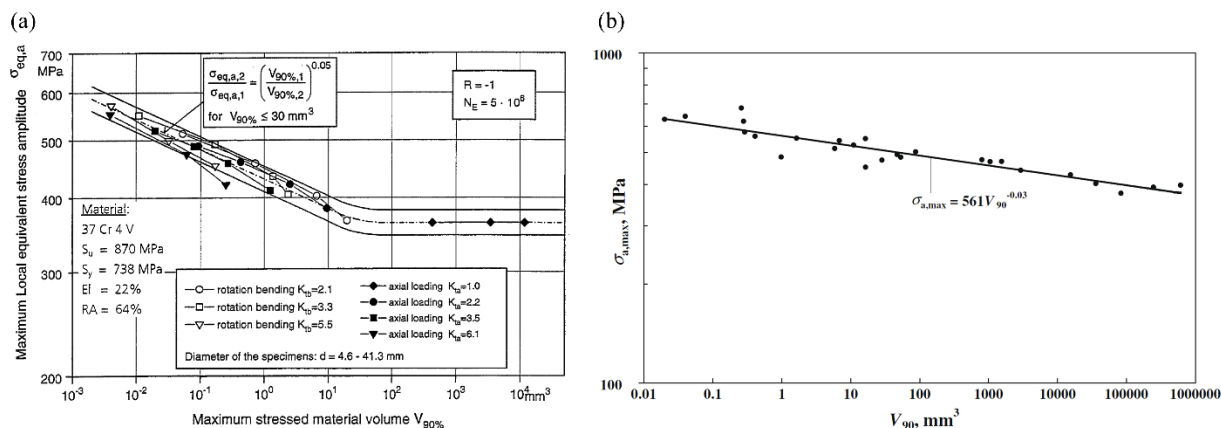 (a)
Maximum Local equivalent stress amplitude σeq,a
MPa
700
600
500
400
300
200
σeq,a,2 / σeq,a,1 = (V90%,1 / V90%,2)^0.05
for V90% ≤ 30 mm³
R = -1
NE = 5 · 10⁶
Material:
37 Cr 4 V
Su = 870 MPa
Sy = 738 MPa
El = 22%
RA = 64%
rotation bending Ktb=2.1
rotation bending Ktb=3.3
rotation bending Ktb=5.5
axial loading Kta=1.0
axial loading Kta=2.2
axial loading Kta=3.5
axial loading Kta=6.1
Diameter of the specimens: d = 4.6 - 41.3 mm
10⁻³ 10⁻² 10⁻¹ 10⁰ 10¹ 10² 10³ 10⁴ mm³
Maximum stressed material volume V90%
(b)
σa,max, MPa
1000
100
σa,max = 561V90^-0.03
0.01 0.1 1 10 100 1000 10000 100000 1000000
V90, mm³